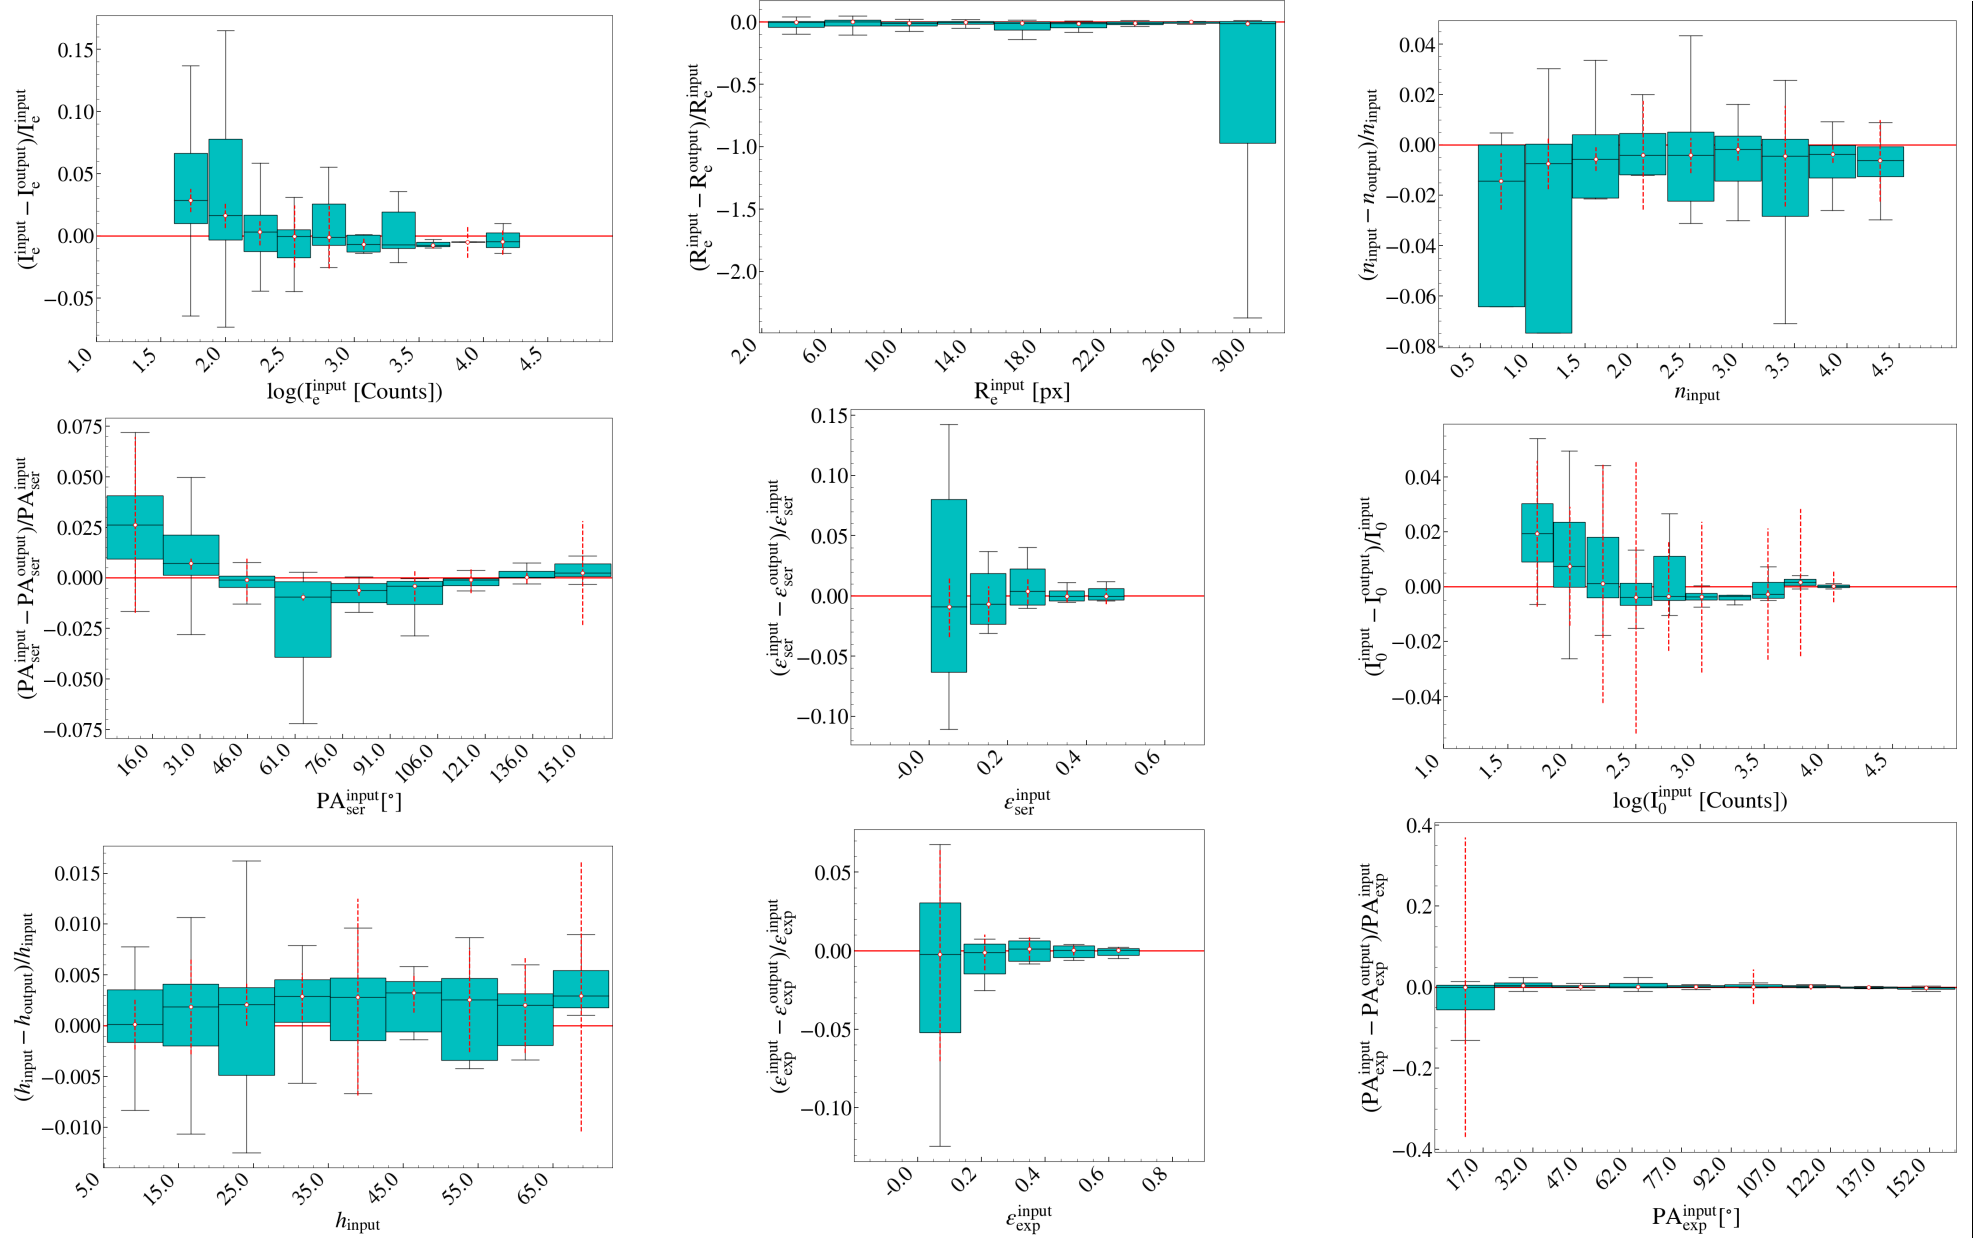 0.15
0.10
0.05
0.00
−0.05
(I_e^input − I_e^output)/I_e^input
1.0 1.5 2.0 2.5 3.0 3.5 4.0 4.5
log(I_e^input [Counts])
0.0
−0.5
−1.0
−1.5
−2.0
(R_e^input − R_e^output)/R_e^input
2.0 6.0 10.0 14.0 18.0 22.0 26.0 30.0
R_e^input [px]
0.04
0.02
0.00
−0.02
−0.04
−0.06
−0.08
(n_input − n_output)/n_input
0.5 1.0 1.5 2.0 2.5 3.0 3.5 4.0 4.5
n_input
0.075
0.050
0.025
0.000
−0.025
−0.050
−0.075
(PA_ser^input − PA_ser^output)/PA_ser^input
16.0 31.0 46.0 61.0 76.0 91.0 106.0 121.0 136.0 151.0
PA_ser^input[°]
0.15
0.10
0.05
0.00
−0.05
−0.10
(ε_ser^input − ε_ser^output)/ε_ser^input
-0.0 0.2 0.4 0.6
ε_ser^input
0.04
0.02
0.00
−0.02
−0.04
(I_0^input − I_0^output)/I_0^input
1.0 1.5 2.0 2.5 3.0 3.5 4.0 4.5
log(I_0^input [Counts])
0.015
0.010
0.005
0.000
−0.005
−0.010
(h_input − h_output)/h_input
5.0 15.0 25.0 35.0 45.0 55.0 65.0
h_input
0.05
0.00
−0.05
−0.10
(ε_exp^input − ε_exp^output)/ε_exp^input
-0.0 0.2 0.4 0.6 0.8
ε_exp^input
0.4
0.2
0.0
−0.2
−0.4
(PA_exp^input − PA_exp^output)/PA_exp^input
17.0 32.0 47.0 62.0 77.0 92.0 107.0 122.0 137.0 152.0
PA_exp^input[°]